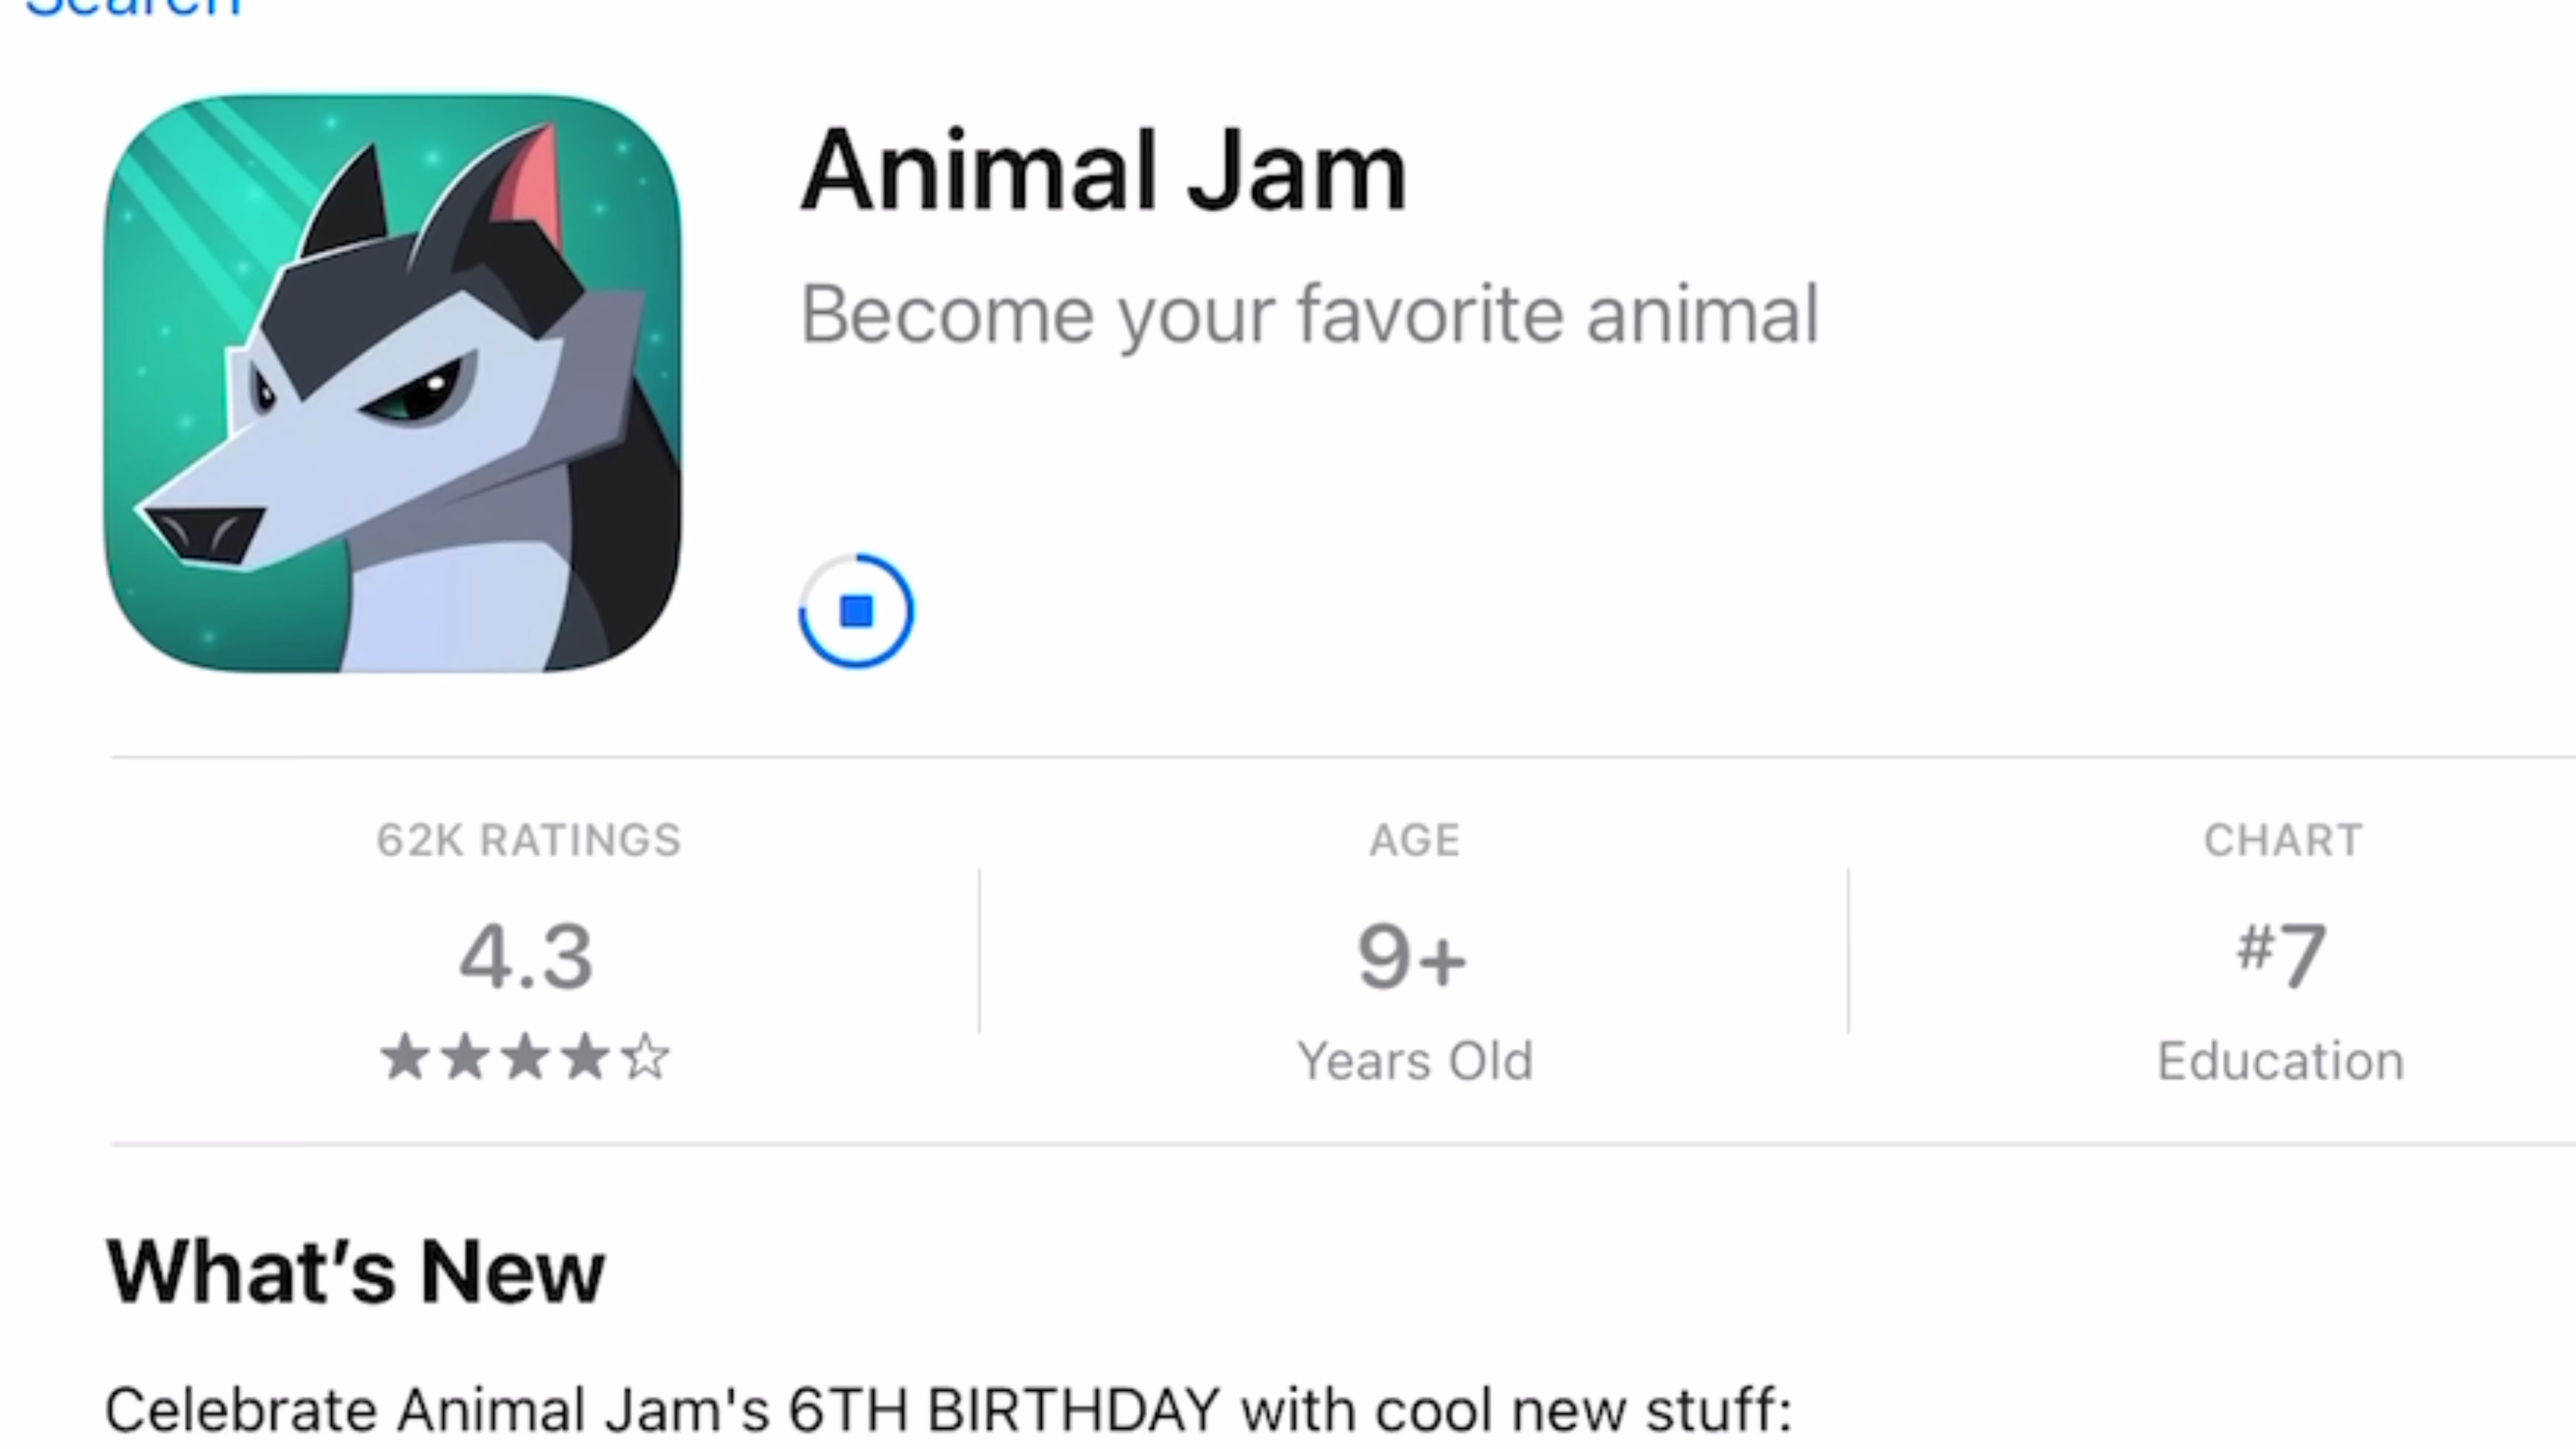 Search
Animal Jam
Become your favorite animal
62K RATINGS
4.3
AGE
9+
Years Old
CHART
#7
Education
What's New
Celebrate Animal Jam's 6TH BIRTHDAY with cool new stuff: